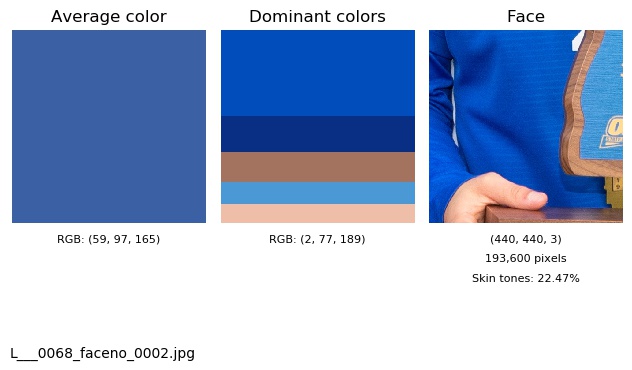 Average color
Dominant colors
Face
RGB: (59, 97, 165)
RGB: (2, 77, 189)
(440, 440, 3)
193,600 pixels
Skin tones: 22.47%
L___0068_faceno_0002.jpg